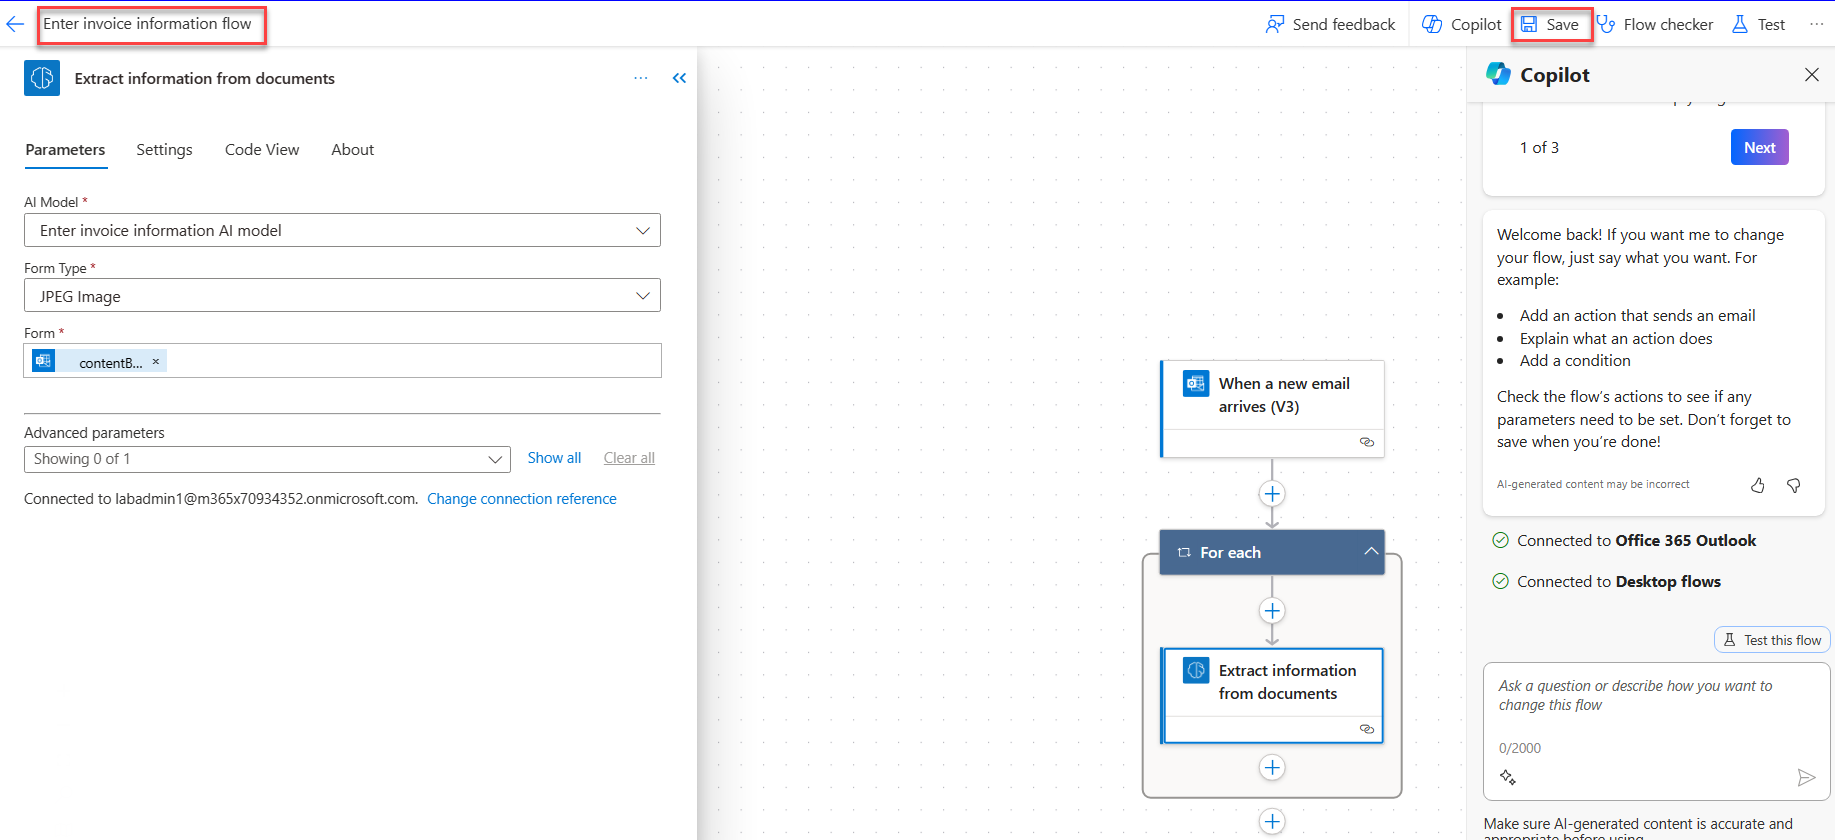 Enter invoice information flow
Send feedback
Copilot
Save
Flow checker
Test
Extract information from documents
Parameters
Settings
Code View
About
AI Model *
Enter invoice information AI model
Form Type *
JPEG Image
Form *
contentB...
Advanced parameters
Showing 0 of 1
Show all
Clear all
Connected to labadmin1@m365x70934352.onmicrosoft.com. Change connection reference
When a new email
arrives (V3)
For each
Extract information
from documents
Copilot
1 of 3
Next
Welcome back! If you want me to change
your flow, just say what you want. For
example:
• Add an action that sends an email
• Explain what an action does
• Add a condition
Check the flow's actions to see if any
parameters need to be set. Don't forget to
save when you're done!
AI-generated content may be incorrect
Connected to Office 365 Outlook
Connected to Desktop flows
Test this flow
Ask a question or describe how you want to
change this flow
0/2000
Make sure AI-generated content is accurate and
appropriate before using